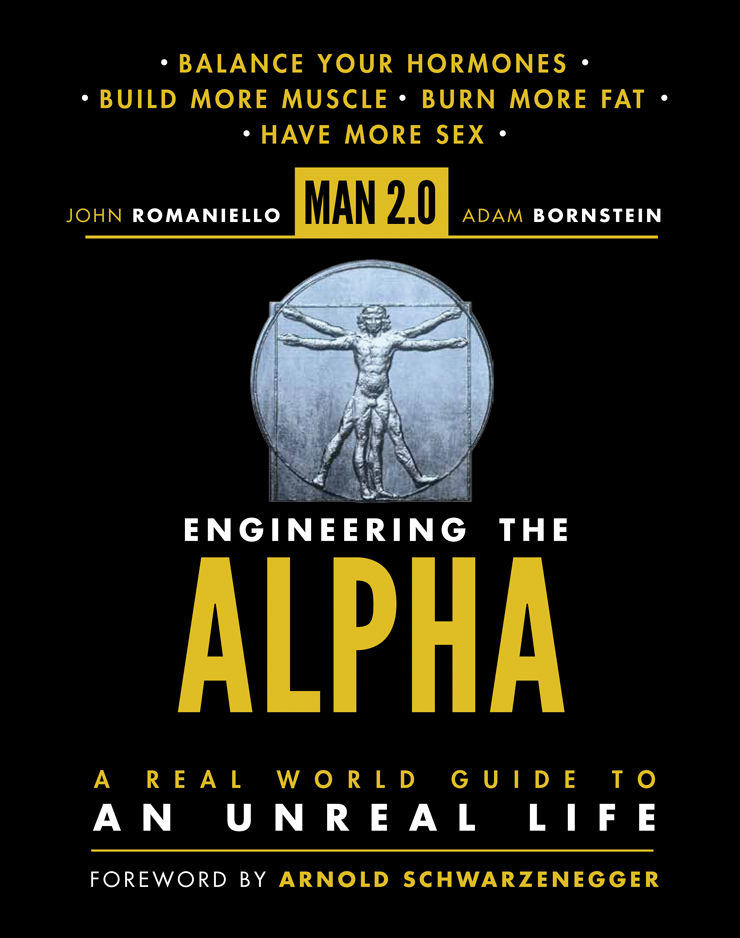 • BALANCE YOUR HORMONES •
• BUILD MORE MUSCLE • BURN MORE FAT •
• HAVE MORE SEX •
JOHN ROMANIELLO MAN 2.0 ADAM BORNSTEIN
ENGINEERING THE
ALPHA
A REAL WORLD GUIDE TO
AN UNREAL LIFE
FOREWORD BY ARNOLD SCHWARZENEGGER